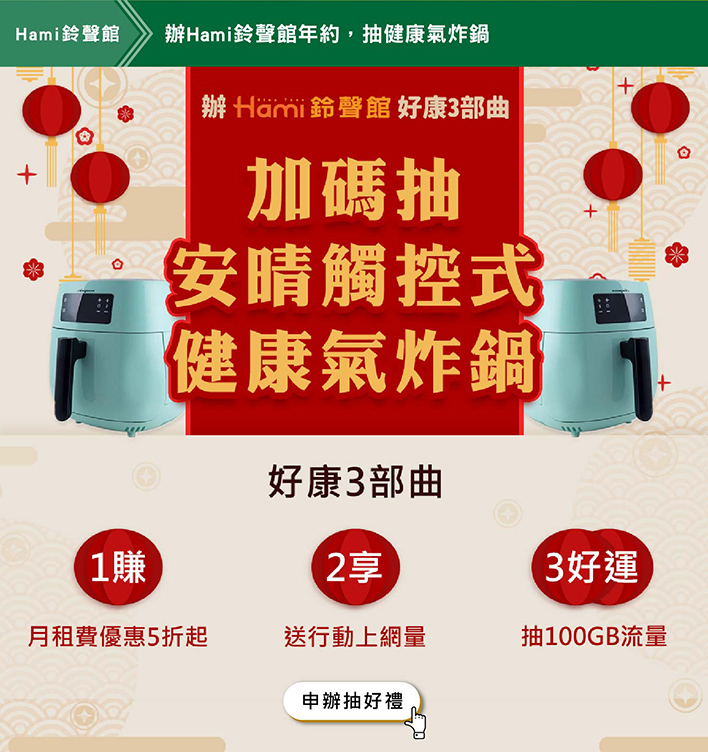 Hami鈴聲館
辦Hami鈴聲館年約，抽健康氣炸鍋
辦 Hami 鈴聲館 好康3部曲
加碼抽
安晴觸控式
健康氣炸鍋
好康3部曲
1賺
2享
3好運
月租費優惠5折起
送行動上網量
抽100GB流量
申辦抽好禮